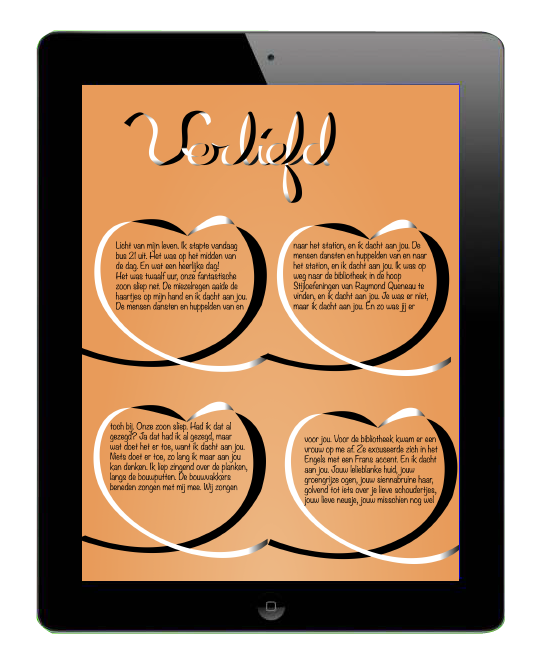 Verliefd
Licht van mijn leven. Ik stapte vandaag
bus 21 uit. Het was op het midden van
de dag. En wat een heerlijke dag!
Het was twaalf uur, onze fantastische
zoon sliep net. De miezelregen aaide de
haartjes op mijn hand en ik dacht aan jou.
De mensen dansten en huppelden van en
naar het station, en ik dacht aan jou. De
mensen dansten en huppelden van en naar
het station, en ik dacht aan jou. Ik was op
weg naar de bibliotheek in de hoop
Stijloefeningen van Raymond Queneau te
vinden, en ik dacht aan jou. Je was er niet,
maar ik dacht aan jou. En zo was jij er
toch bij. Onze zoon sliep. Had ik dat al
gezegd? Ja dat had ik al gezegd, maar
wat doet het er toe, want ik dacht aan jou.
Niets doet er toe, zo lang ik maar aan jou
kan denken. Ik liep zingend over de planken,
langs de bouwputten. De bouwvakkers
beneden zongen met mij mee. Wij zongen
voor jou. Voor de bibliotheek kwam er een
vrouw op me af. Ze excuseerde zich in het
Engels met een Frans accent. En ik dacht
aan jou. Jouw lelieblanke huid, jouw
groengrijze ogen, jouw siennabruine haar,
golvend tot iets over je lieve schoudertjes,
jouw lieve neusje, jouw misschien nog wel